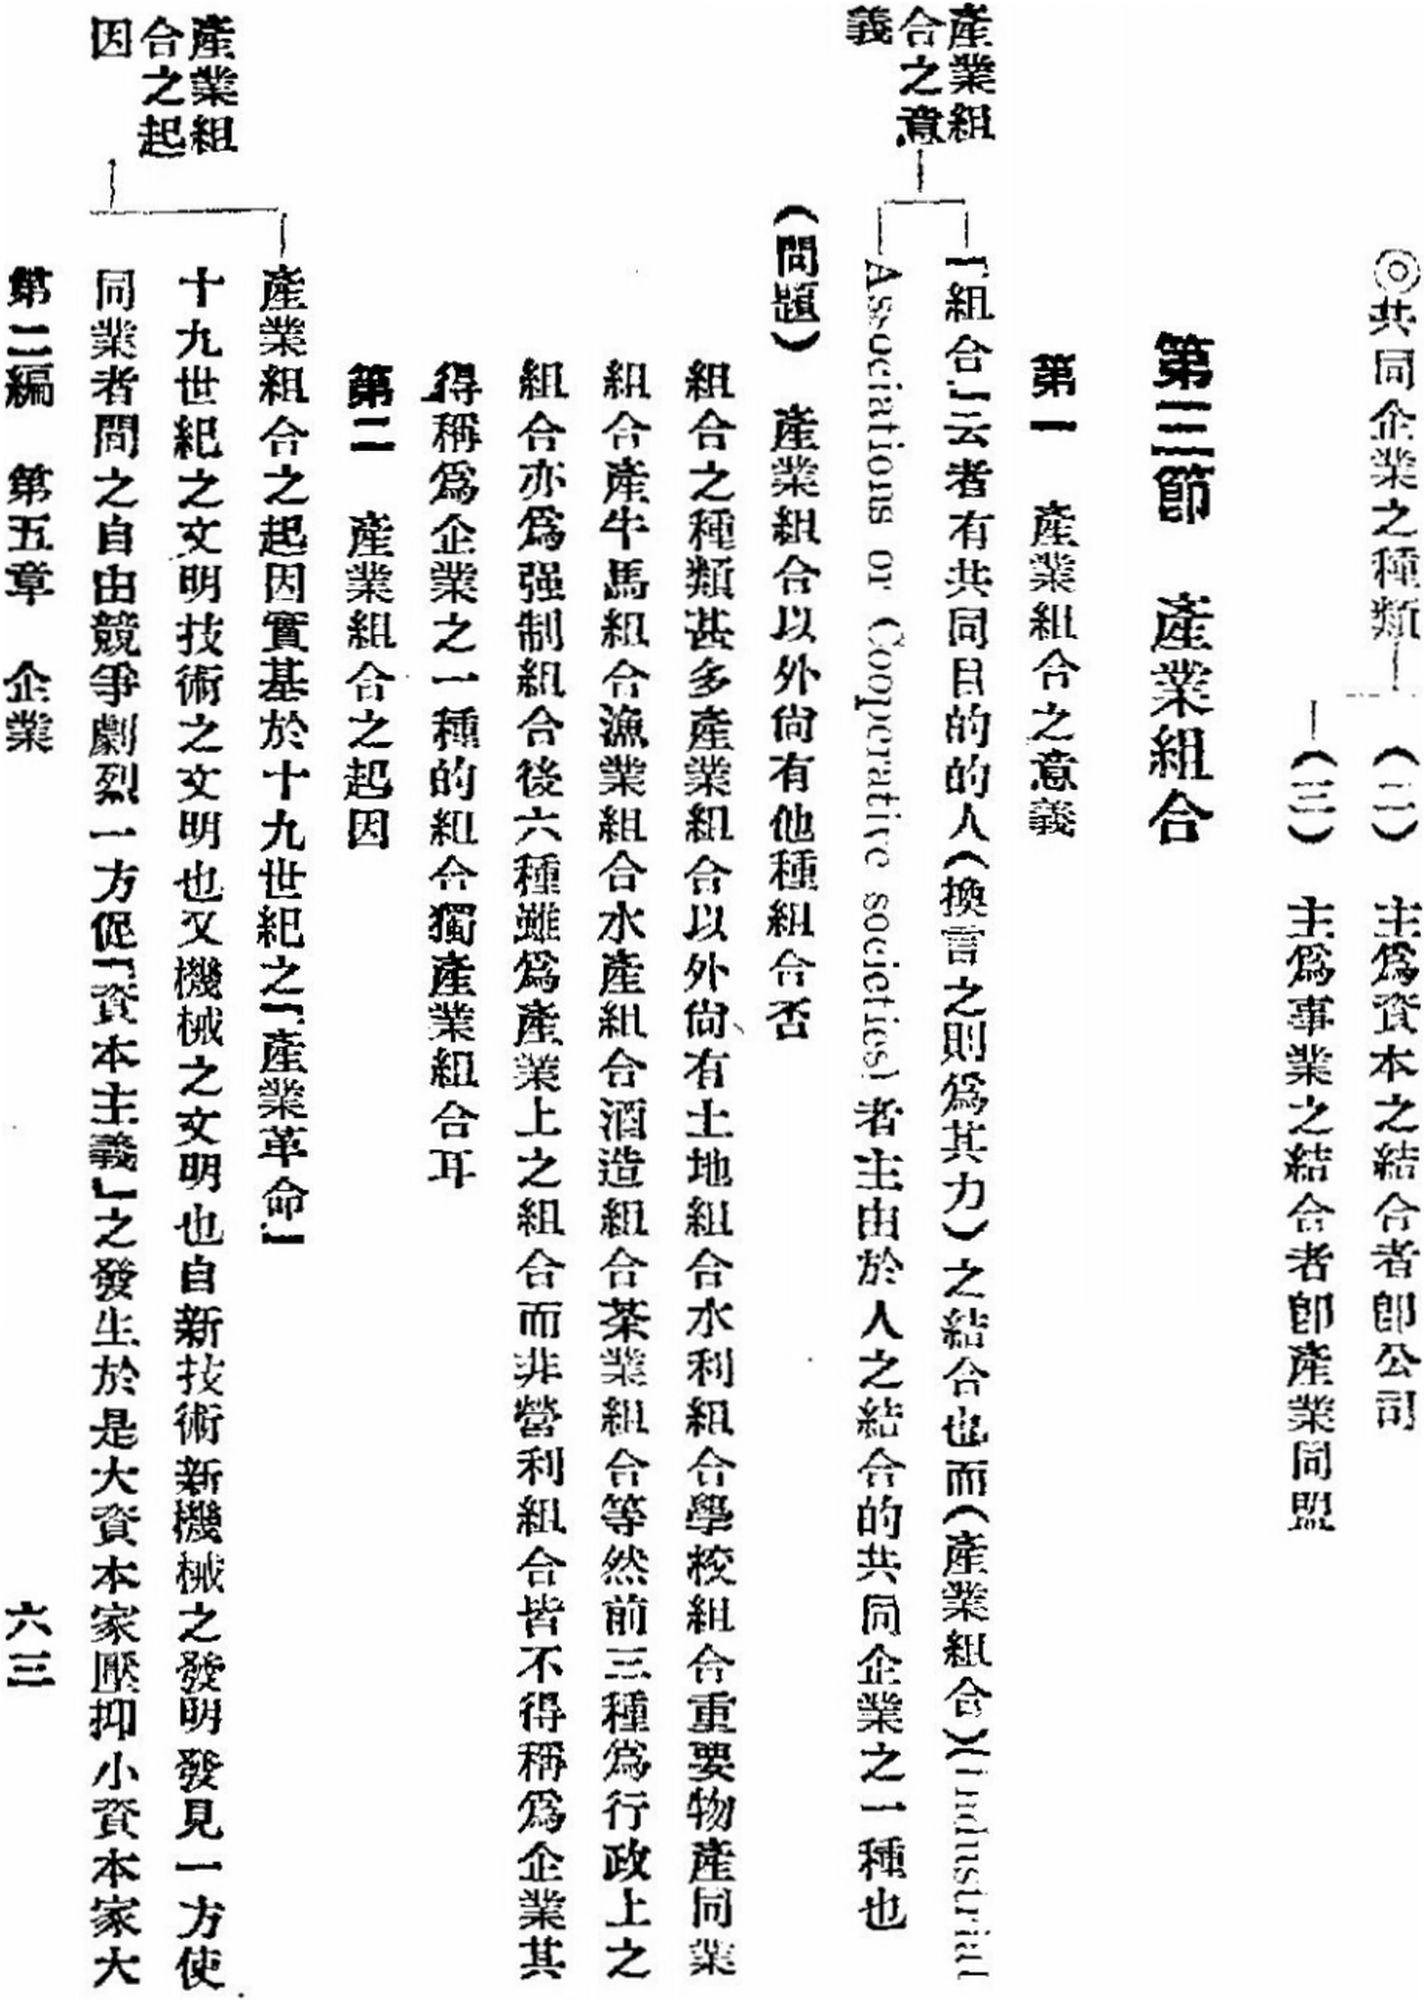 ◎共同企業之種類
（二）　主爲資本之結合者卽公司
（三）　主爲事業之結合者卽產業同盟
第三節　產業組合
第一　產業組合之意義
產業組
合之意
義
「組合」云者有共同目的的人（換言之則爲其力）之結合也而（產業組合）（Industrial
Associations or Cooperative societies）者主由於人之結合的共同企業之一種也
（問題）　產業組合以外尙有他種組合否
組合之種類甚多產業組合以外尙有土地組合水利組合學校組合重要物產同業
組合產牛馬組合漁業組合水產組合酒造組合茶業組合等然前三種爲行政上之
組合亦爲强制組合後六種雖爲產業上之組合而非營利組合皆不得稱爲企業其
得稱爲企業之一種的組合獨產業組合耳
第二　產業組合之起因
產業組
合之起
因
產業組合之起因實基於十九世紀之「產業革命」
十九世紀之文明技術之文明也又機械之文明也自新技術新機械之發明發見一方使
同業者間之自由競爭劇烈一方促「資本主義」之發生於是大資本家壓抑小資本家大
第二編　第五章　企業　六三